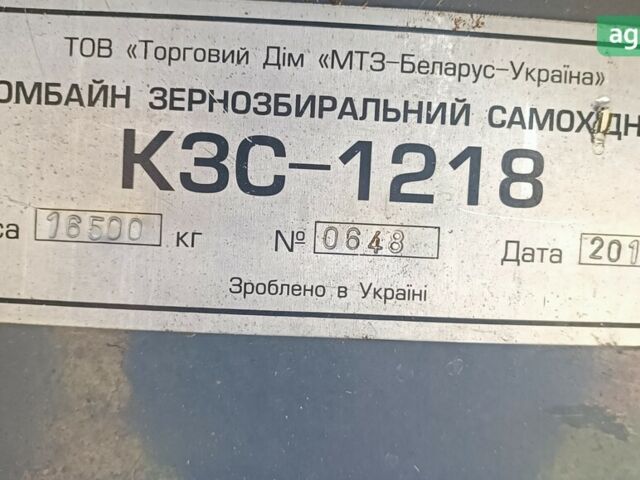 ag
ТОВ «Торговий Дім «МТЗ-Беларус-Україна»
ОМБАЙН ЗЕРНОЗБИРАЛЬНИЙ САМОХІДН
КЗС-1218
са 16500 кг № 0648 Дата 201
Зроблено в Україні